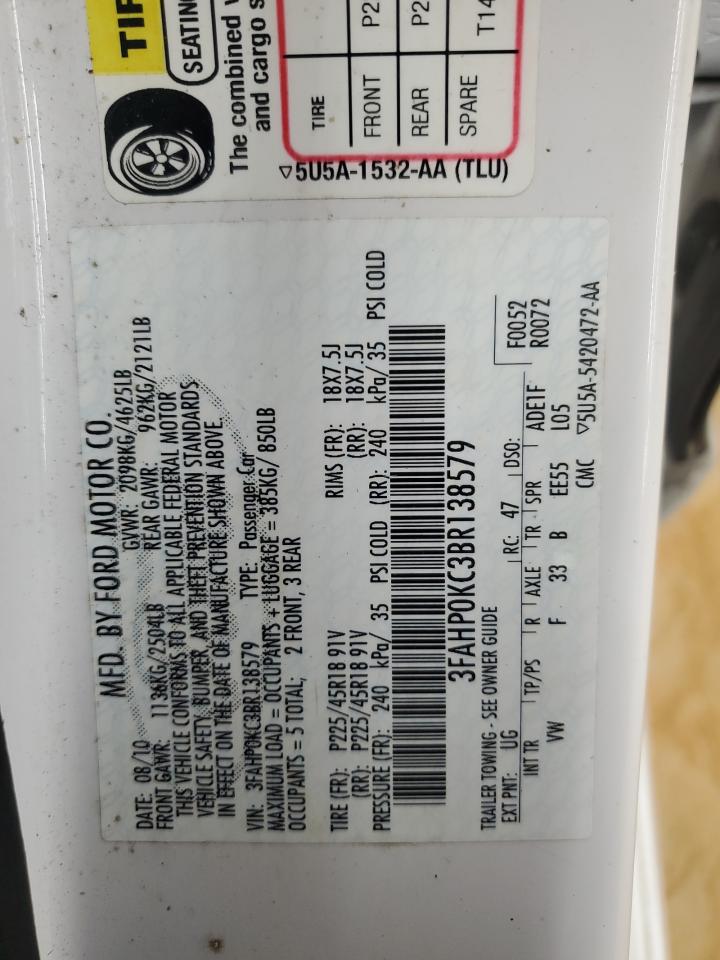 TIR
SEATING
The combined
and cargo s
TIRE
FRONT P2
REAR P2
SPARE T14
▽5U5A-1532-AA (TLU)
MFD. BY FORD MOTOR CO.
DATE: 08/10 GVWR: 2098KG/4625LB
FRONT GAWR: 1136KG/2504LB REAR GAWR: 962KG/2121LB
THIS VEHICLE CONFORMS TO ALL APPLICABLE FEDERAL MOTOR
VEHICLE SAFETY, BUMPER, AND THEFT PREVENTION STANDARDS
IN EFFECT ON THE DATE OF MANUFACTURE SHOWN ABOVE.
VIN: 3FAHP0KC3BR138579 TYPE: Passenger Car
MAXIMUM LOAD = OCCUPANTS + LUGGAGE = 385KG/ 850LB
OCCUPANTS = 5 TOTAL; 2 FRONT, 3 REAR
TIRE (FR): P225/45R18 91V RIMS (FR): 18X7.5J
(RR): P225/45R18 91V (RR): 18X7.5J
PRESSURE (FR): 240 kPa/ 35 PSI COLD (RR): 240 kPa/ 35 PSI COLD
3FAHP0KC3BR138579
TRAILER TOWING - SEE OWNER GUIDE
EXT PNT: UG RC: 47 DSO: F0052
R0072
INT TR TP/PS R AXLE TR - SPR ADE1F
VW F 33 B EE55 L05
CMC ▽5U5A-5420472-AA